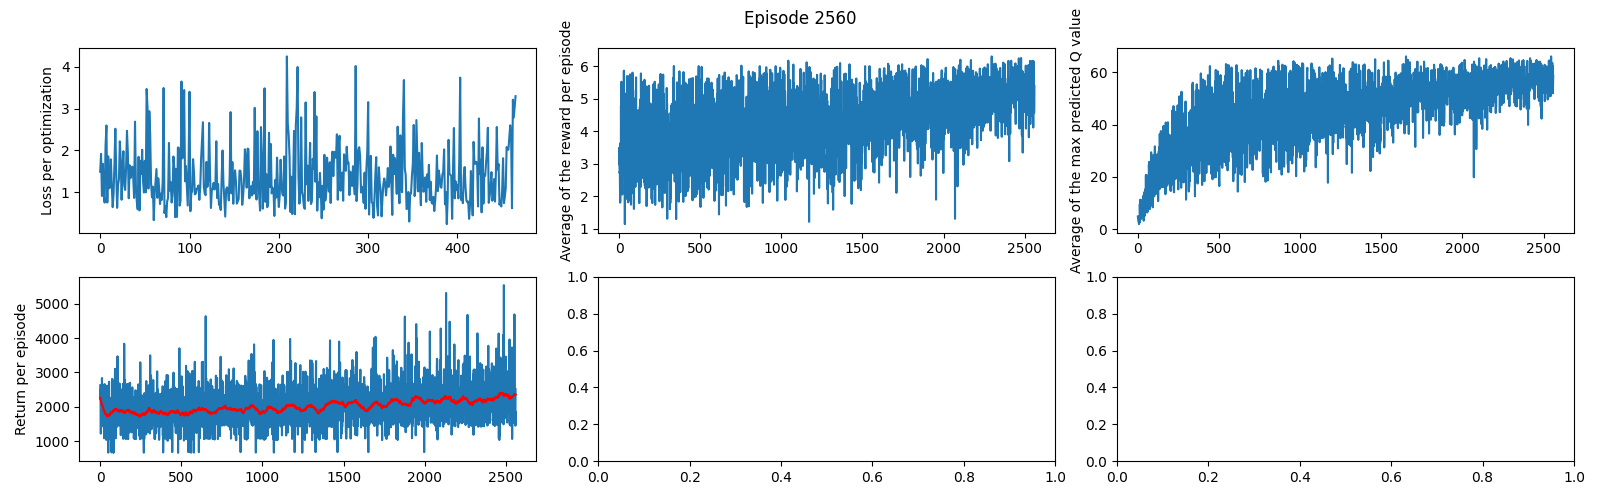 Episode 2560
Loss per optimization
4
3
2
1
0 100 200 300 400
Average of the reward per episode
6
5
4
3
2
1
0 500 1000 1500 2000 2500
Average of the max predicted Q value
60
40
20
0
0 500 1000 1500 2000 2500
Return per episode
5000
4000
3000
2000
1000
0 500 1000 1500 2000 2500
1.0
0.8
0.6
0.4
0.2
0.0
0.0 0.2 0.4 0.6 0.8 1.0
1.0
0.8
0.6
0.4
0.2
0.0
0.0 0.2 0.4 0.6 0.8 1.0